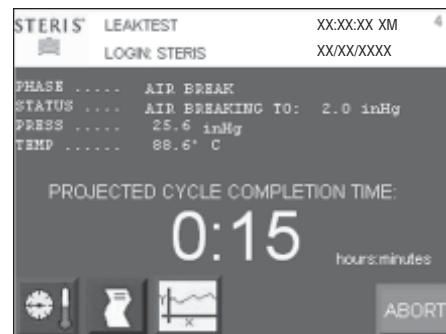 STERIS® LEAKTEST XX:XX:XX XM 4
LOGIN: STERIS XX/XX/XXXX
PHASE ..... AIR BREAK
STATUS .... AIR BREAKING TO: 2.0 inHg
PRESS ..... 25.6 inHg
TEMP ...... 88.6° C
PROJECTED CYCLE COMPLETION TIME:
0:15 hours:minutes
X
ABORT